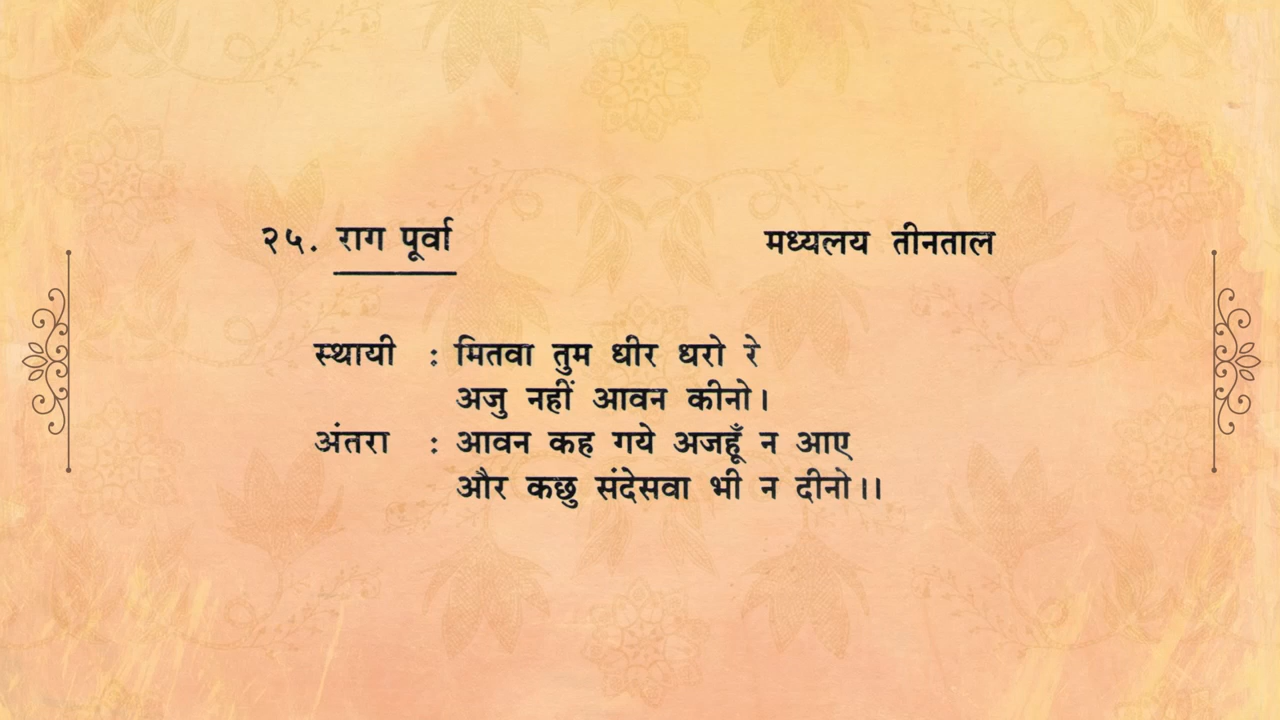 २५. राग पूर्वा मध्यलय तीनताल
स्थायी : मितवा तुम धीर धरो रे
अजु नहीं आवन कीनो।
अंतरा : आवन कह गये अजहूँ न आए
और कछु संदेसवा भी न दीनो।।